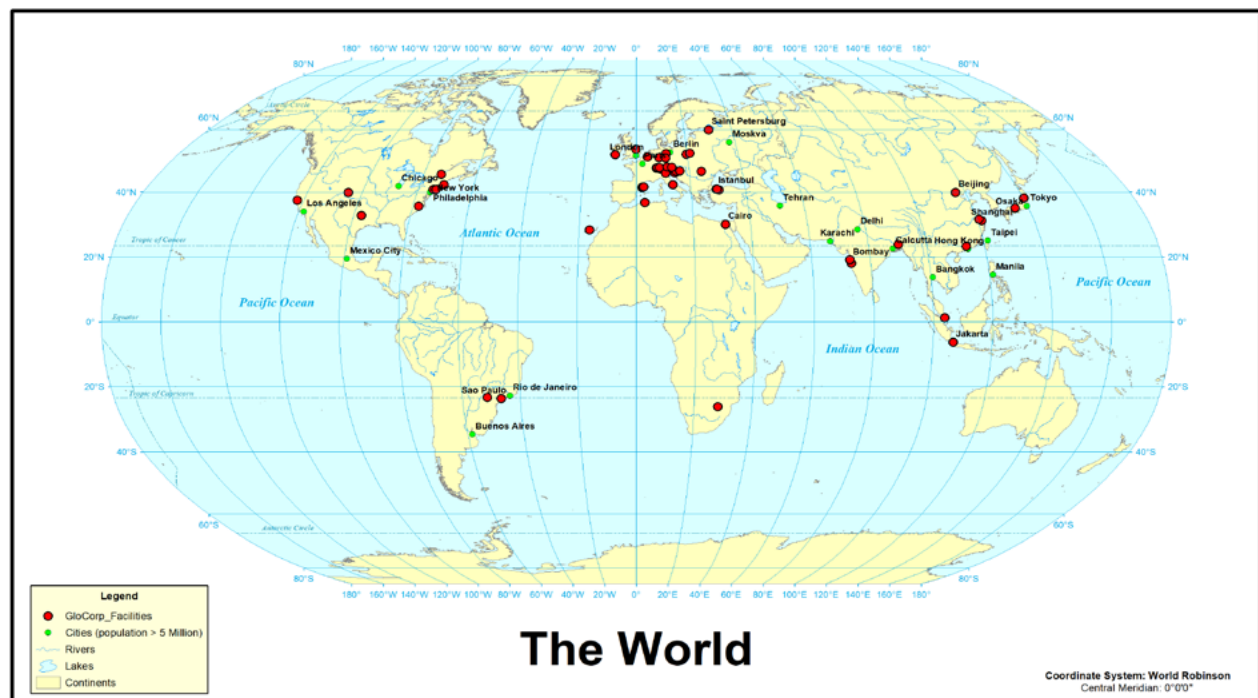 180° 160°W 140°W 120°W 100°W 80°W 60°W 40°W 20°W 0° 20°E 40°E 60°E 80°E 100°E 120°E 140°E 160°E 180°
80°N 80°N
Arctic Circle
60°N 60°N
Saint Petersburg
Moskva
London Berlin
Chicago
New York
Philadelphia
Istanbul
Beijing
40°N 40°N
Los Angeles
Tehran
Osaka Tokyo
Shanghai
Cairo
Delhi
Atlantic Ocean
Karachi
Taipei
Tropic of Cancer
Calcutta Hong Kong
Mexico City
Bombay
20°N 20°N
Bangkok
Manila
Pacific Ocean
Pacific Ocean
Equator
0° 0°
Jakarta
Indian Ocean
20°S 20°S
Sao Paulo Rio de Janeiro
Tropic of Capricorn
Buenos Aires
40°S 40°S
60°S 60°S
Antarctic Circle
80°S 80°S
180° 160°W 140°W 120°W 100°W 80°W 60°W 40°W 20°W 0° 20°E 40°E 60°E 80°E 100°E 120°E 140°E 160°E 180°
Legend
GloCorp_Facilities
Cities (population > 5 Million)
Rivers
Lakes
Continents
The World
Coordinate System: World Robinson
Central Meridian: 0°0'0"